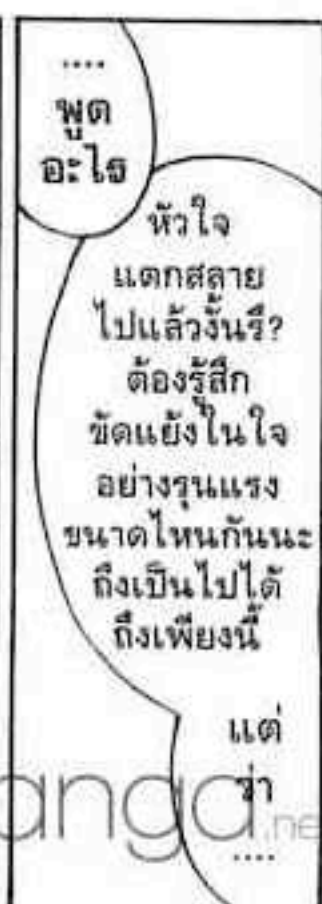 ....
พูด
อะไร
หัวใจ
แตกสลาย
ไปแล้วงั้นรึ?
ต้องรู้สึก
ขัดแย้งในใจ
อย่างรุนแรง
ขนาดไหนกันนะ
ถึงเป็นไปได้
ถึงเพียงนี้
แต่
ว่า
....
anga.ne